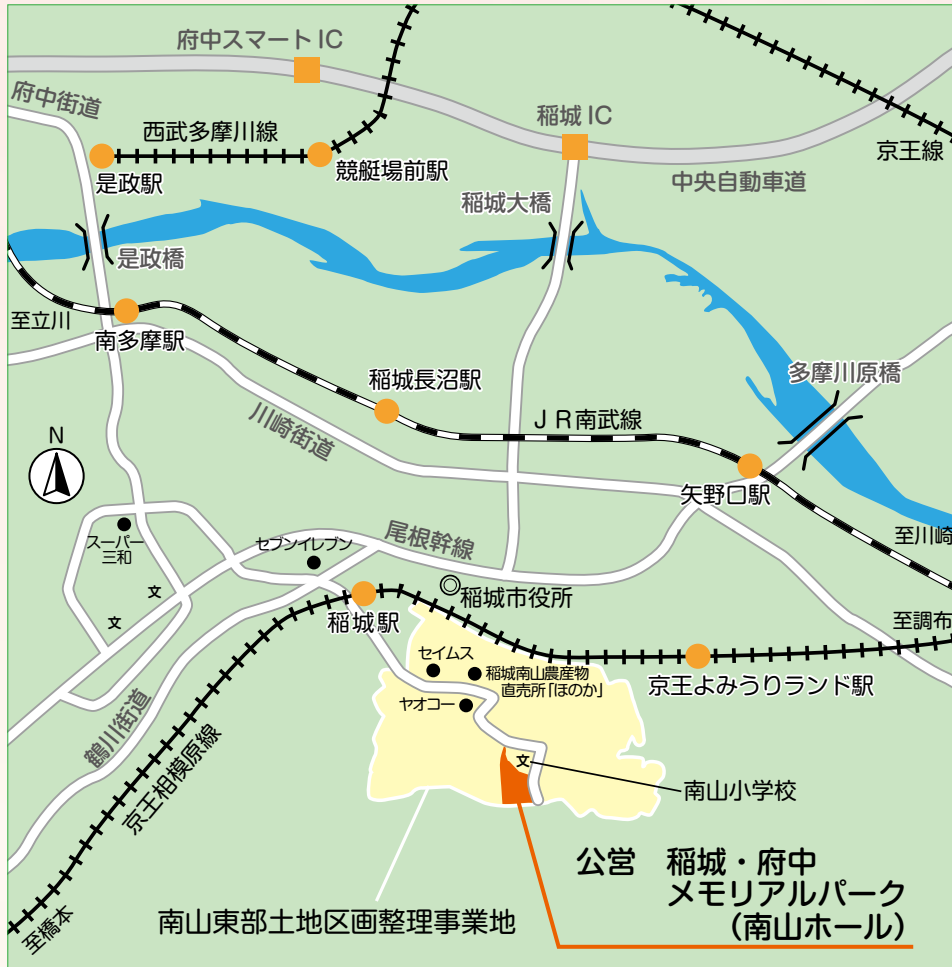 府中スマートIC
府中街道
西武多摩川線
稲城IC
京王線
是政駅
競艇場前駅
中央自動車道
稲城大橋
是政橋
至立川
南多摩駅
稲城長沼駅
多摩川原橋
川崎街道
JR南武線
N
矢野口駅
スーパー
三和
セブンイレブン
尾根幹線
至川崎
文
文
稲城市役所
稲城駅
至調布
セイムス
稲城南山農産物
直売所「ほのか」
京王よみうりランド駅
ヤオコー
鶴川街道
京王相模原線
文
南山小学校
公営 稲城・府中
メモリアルパーク
(南山ホール)
南山東部土地区画整理事業地
至橋本